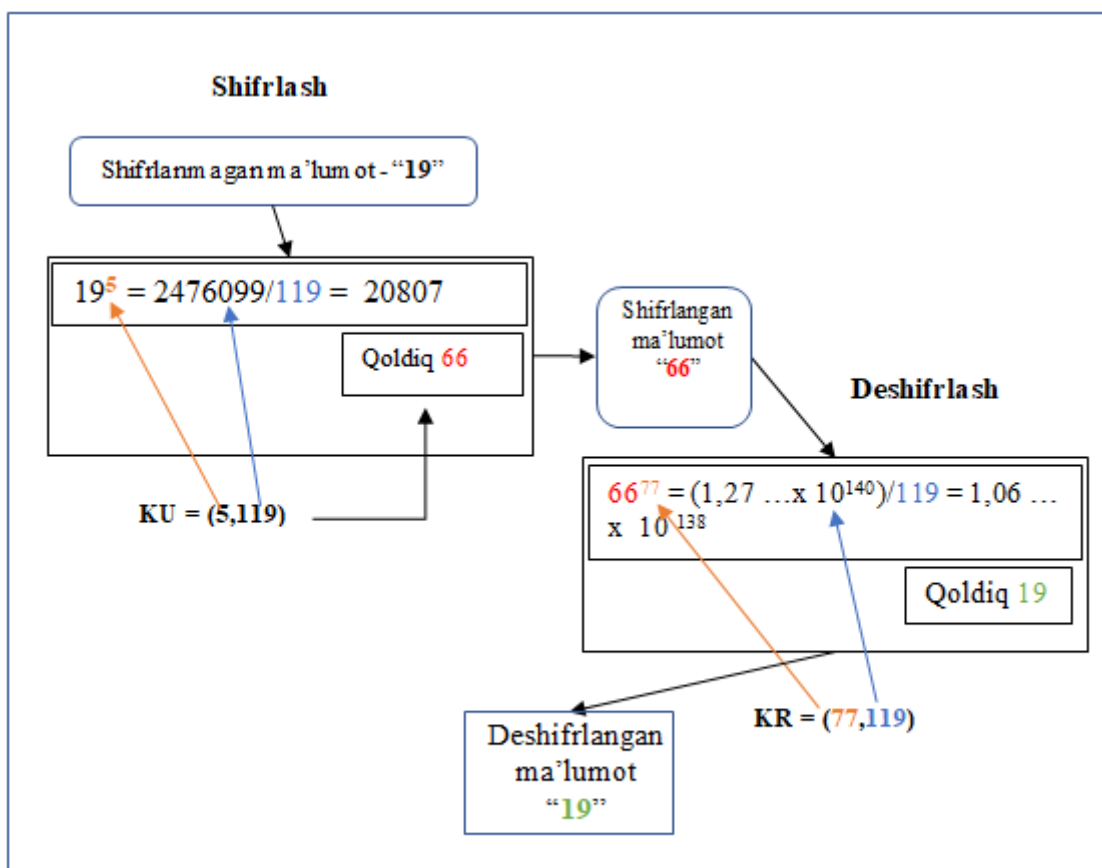 Shifrlash
Shifrlanmagan ma’lumot - “19”
19⁵ = 2476099/119 = 20807
Qoldiq 66
KU = (5,119)
Shifrlangan
ma’lumot
“66”
Deshifrlash
66⁷⁷ = (1,27 ...x 10¹⁴⁰)/119 = 1,06 ...
x 10¹³⁸
Qoldiq 19
KR = (77,119)
Deshifrlangan
ma’lumot
“19”